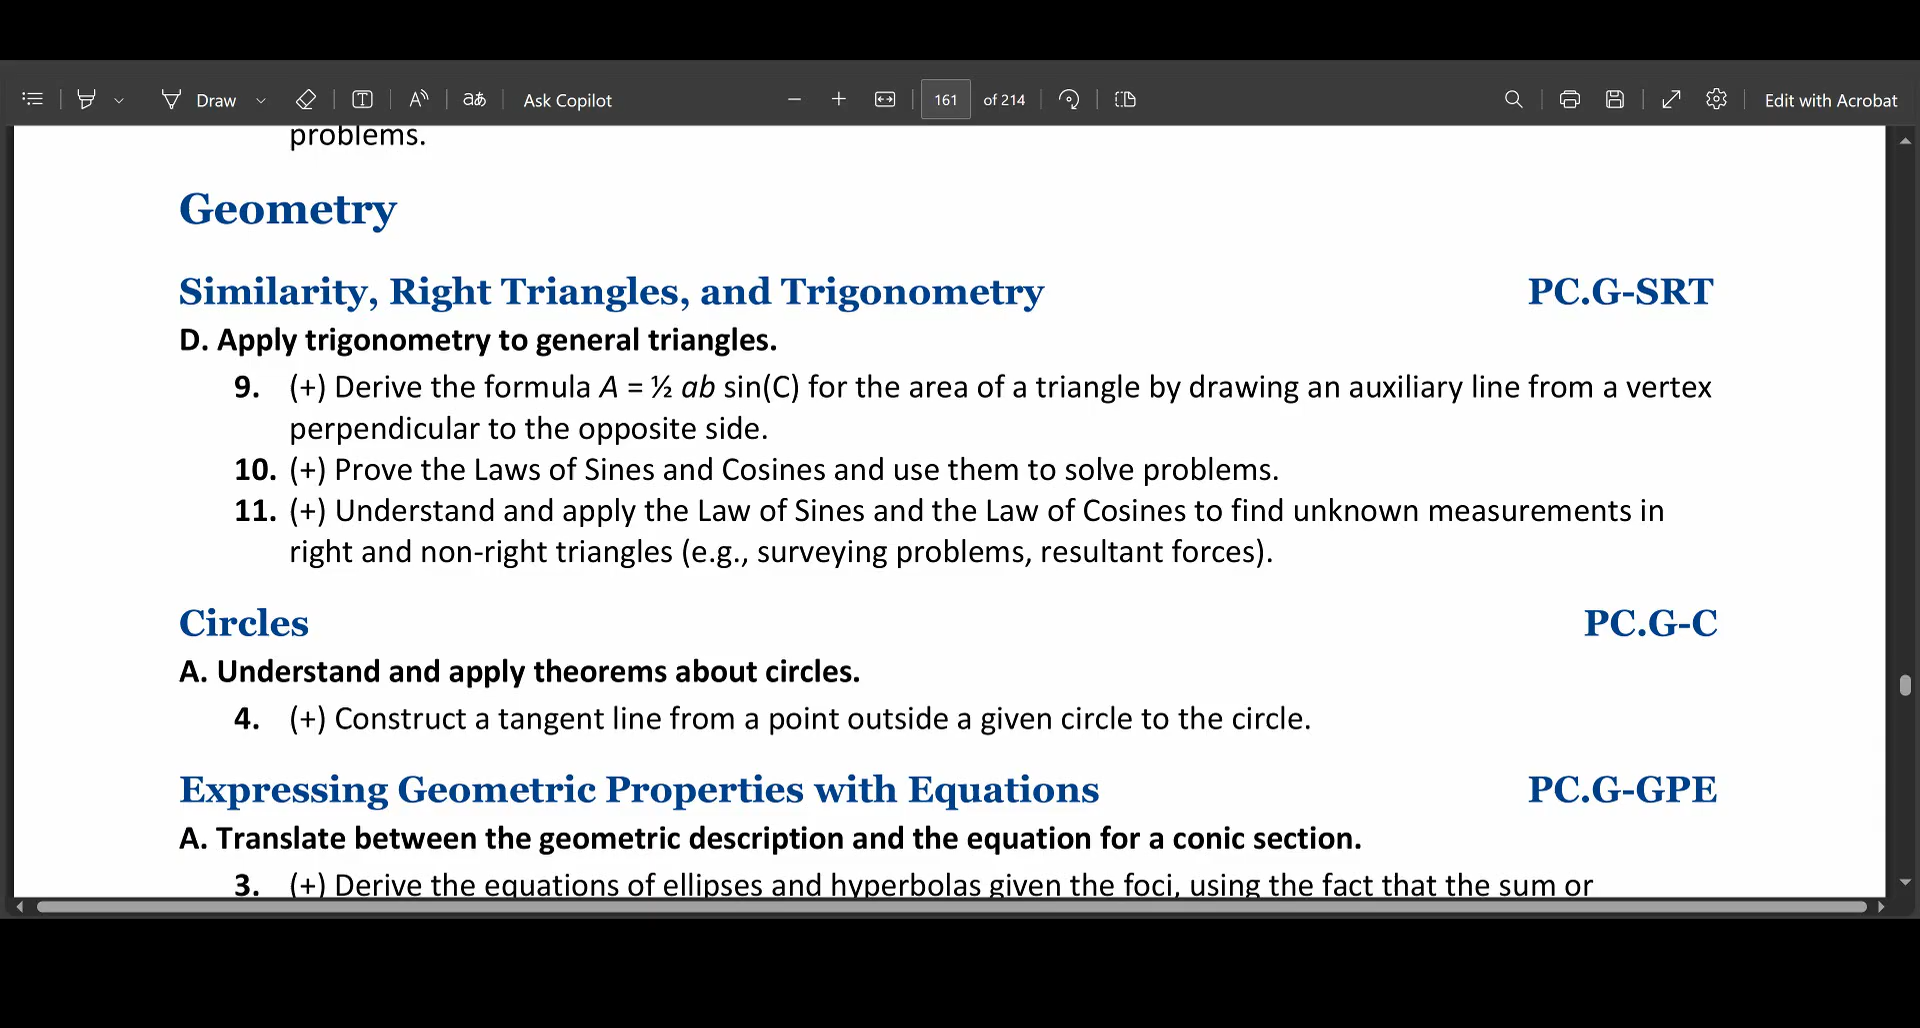 Draw
Ask Copilot
161 of 214
Edit with Acrobat
problems.
Geometry
Similarity, Right Triangles, and Trigonometry PC.G-SRT
D. Apply trigonometry to general triangles.
9. (+) Derive the formula A = ½ ab sin(C) for the area of a triangle by drawing an auxiliary line from a vertex
perpendicular to the opposite side.
10. (+) Prove the Laws of Sines and Cosines and use them to solve problems.
11. (+) Understand and apply the Law of Sines and the Law of Cosines to find unknown measurements in
right and non-right triangles (e.g., surveying problems, resultant forces).
Circles PC.G-C
A. Understand and apply theorems about circles.
4. (+) Construct a tangent line from a point outside a given circle to the circle.
Expressing Geometric Properties with Equations PC.G-GPE
A. Translate between the geometric description and the equation for a conic section.
3. (+) Derive the equations of ellipses and hyperbolas given the foci, using the fact that the sum or